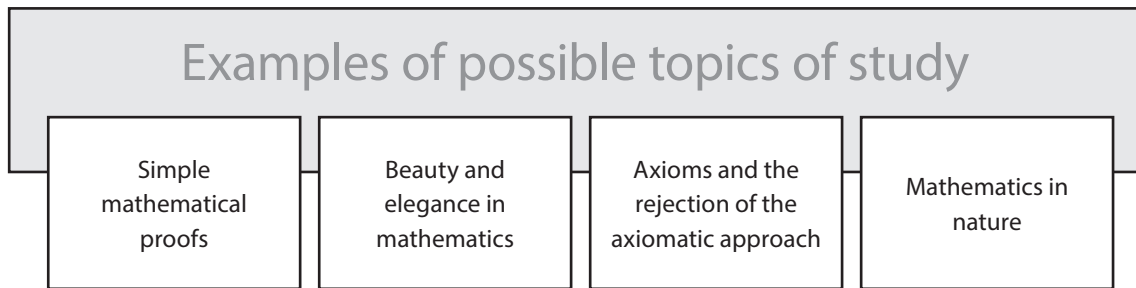 Examples of possible topics of study
Simple
mathematical
proofs
Beauty and
elegance in
mathematics
Axioms and the
rejection of the
axiomatic approach
Mathematics in
nature